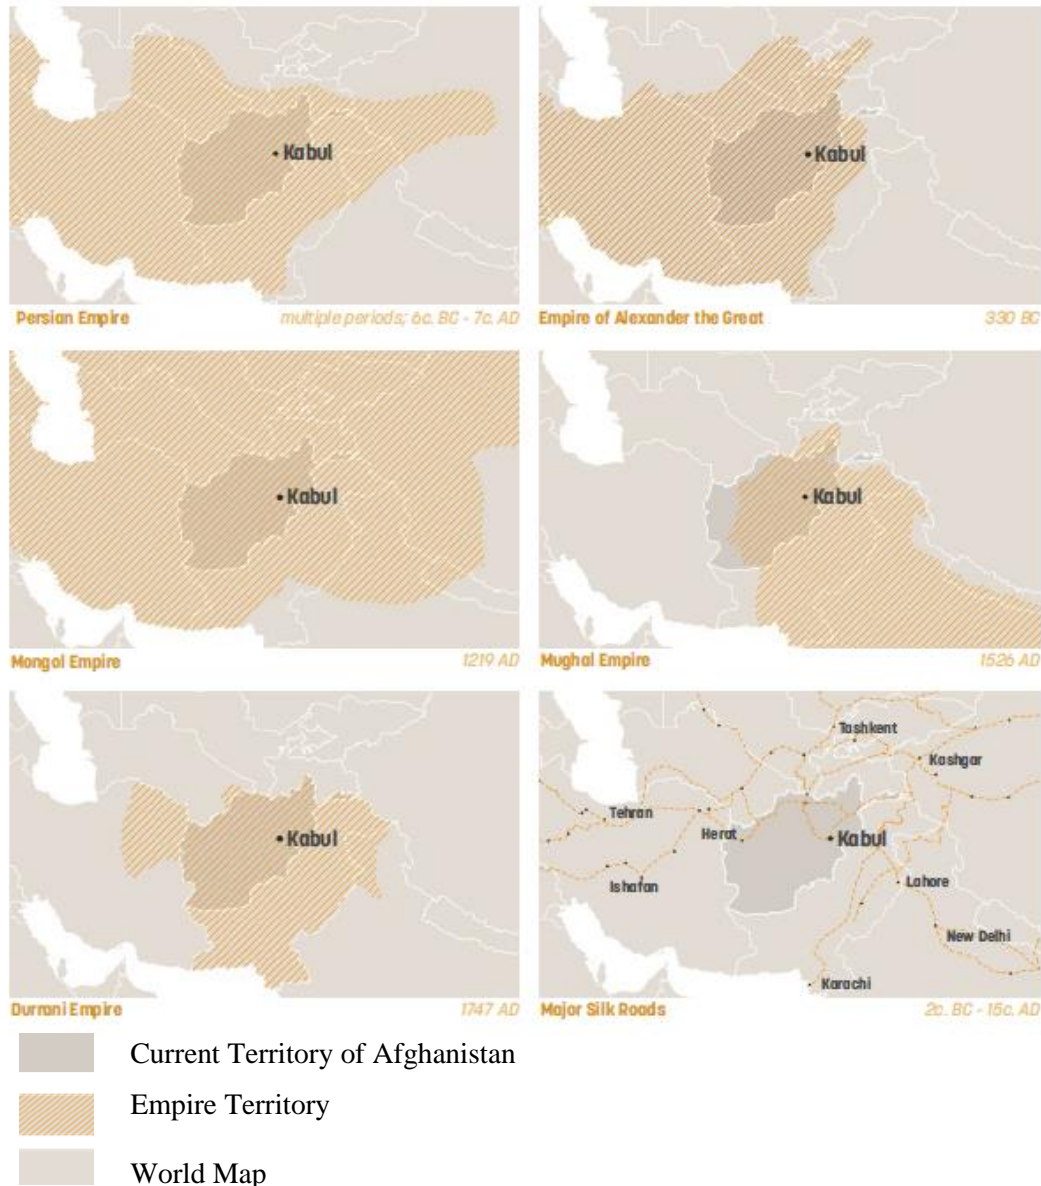 Kabul
Kabul
Persian Empire multiple periods; 6c. BC - 7c. AD
Empire of Alexander the Great 330 BC
Kabul
Kabul
Mongol Empire 1219 AD
Mughal Empire 1526 AD
Tashkent
Kashgar
Tehran
Herat
Kabul
Kabul
Ishafan
Lahore
New Delhi
Karachi
Durrani Empire 1747 AD
Major Silk Roads 2c. BC - 15c. AD
Current Territory of Afghanistan
Empire Territory
World Map